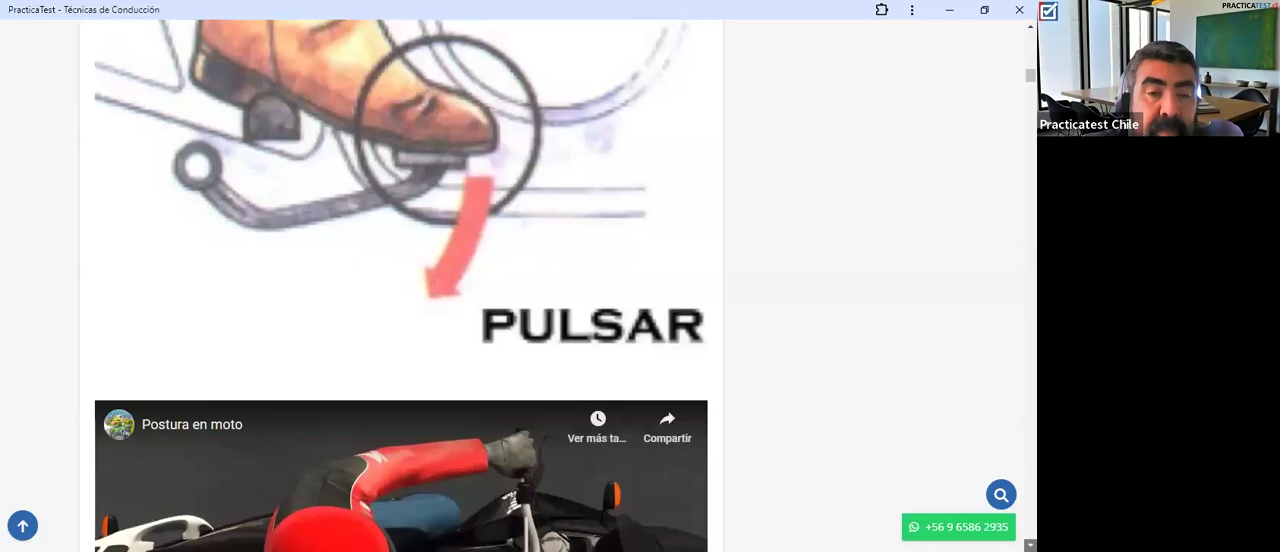 PracticaTest - Técnicas de Conducción
PRACTICATEST.cl
Practicatest Chile
PULSAR
Postura en moto
Ver más ta...
Compartir
+56 9 6586 2935